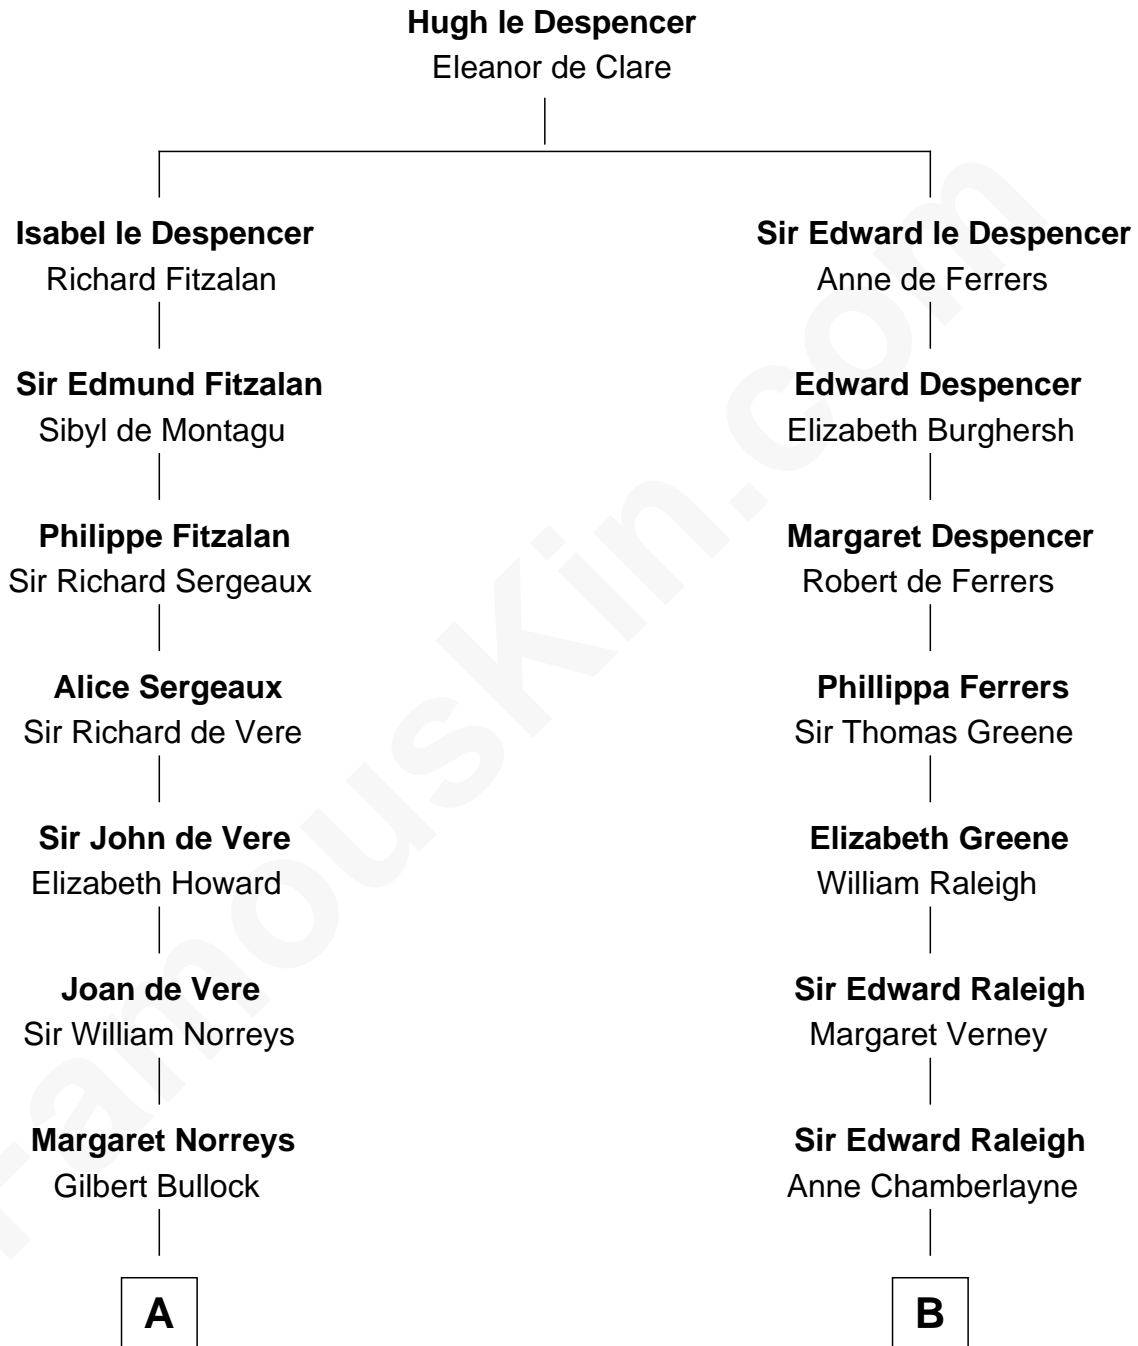 Hugh le Despencer
Eleanor de Clare
Isabel le Despencer
Richard Fitzalan
Sir Edward le Despencer
Anne de Ferrers
Sir Edmund Fitzalan
Sibyl de Montagu
Edward Despencer
Elizabeth Burghersh
Philippe Fitzalan
Sir Richard Sergeaux
Margaret Despencer
Robert de Ferrers
Alice Sergeaux
Sir Richard de Vere
Phillippa Ferrers
Sir Thomas Greene
Sir John de Vere
Elizabeth Howard
Elizabeth Greene
William Raleigh
Joan de Vere
Sir William Norreys
Sir Edward Raleigh
Margaret Verney
Margaret Norreys
Gilbert Bullock
Sir Edward Raleigh
Anne Chamberlayne
A
B
FamousKin.com